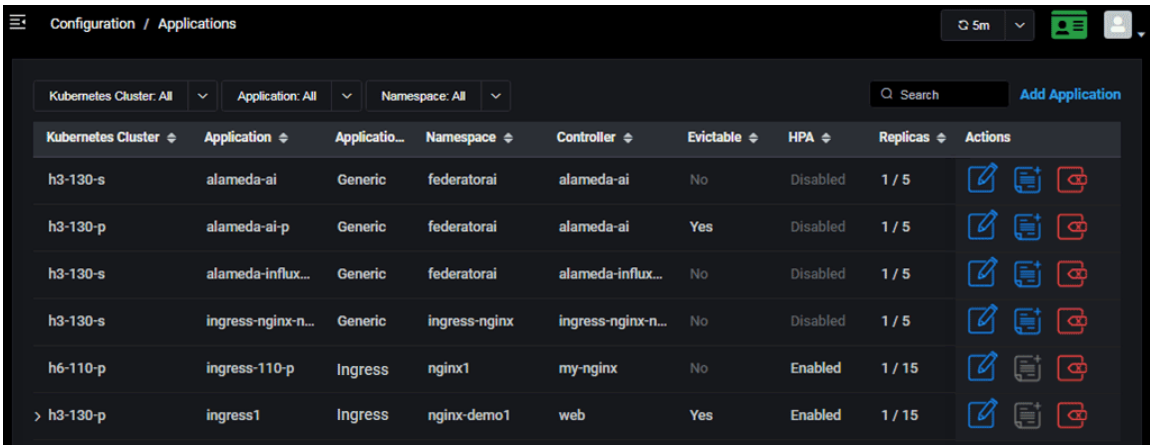 Configuration / Applications
5m
Kubernetes Cluster: All Application: All Namespace: All Search Add Application
Kubernetes Cluster Application Applicatio... Namespace Controller Evictable HPA Replicas Actions
h3-130-s alameda-ai Generic federatorai alameda-ai No Disabled 1 / 5
h3-130-p alameda-ai-p Generic federatorai alameda-ai Yes Disabled 1 / 5
h3-130-s alameda-influx... Generic federatorai alameda-influx... No Disabled 1 / 5
h3-130-s ingress-nginx-n... Generic ingress-nginx ingress-nginx-n... No Disabled 1 / 5
h6-110-p ingress-110-p Ingress nginx1 my-nginx No Enabled 1 / 15
h3-130-p ingress1 Ingress nginx-demo1 web Yes Enabled 1 / 15